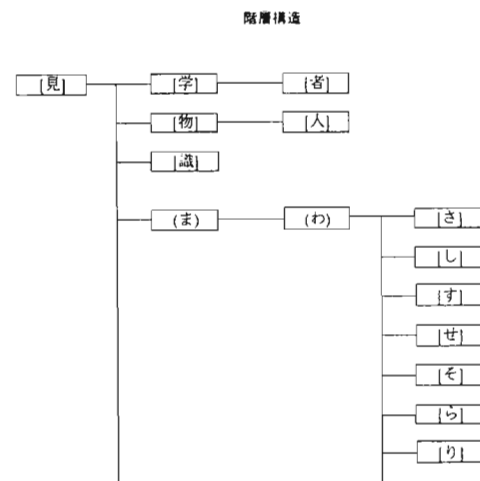 階層構造
[見] [学] [者]
[物] [人]
[識]
(ま) (わ) [さ]
[し]
[す]
[せ]
[そ]
[ら]
[り]